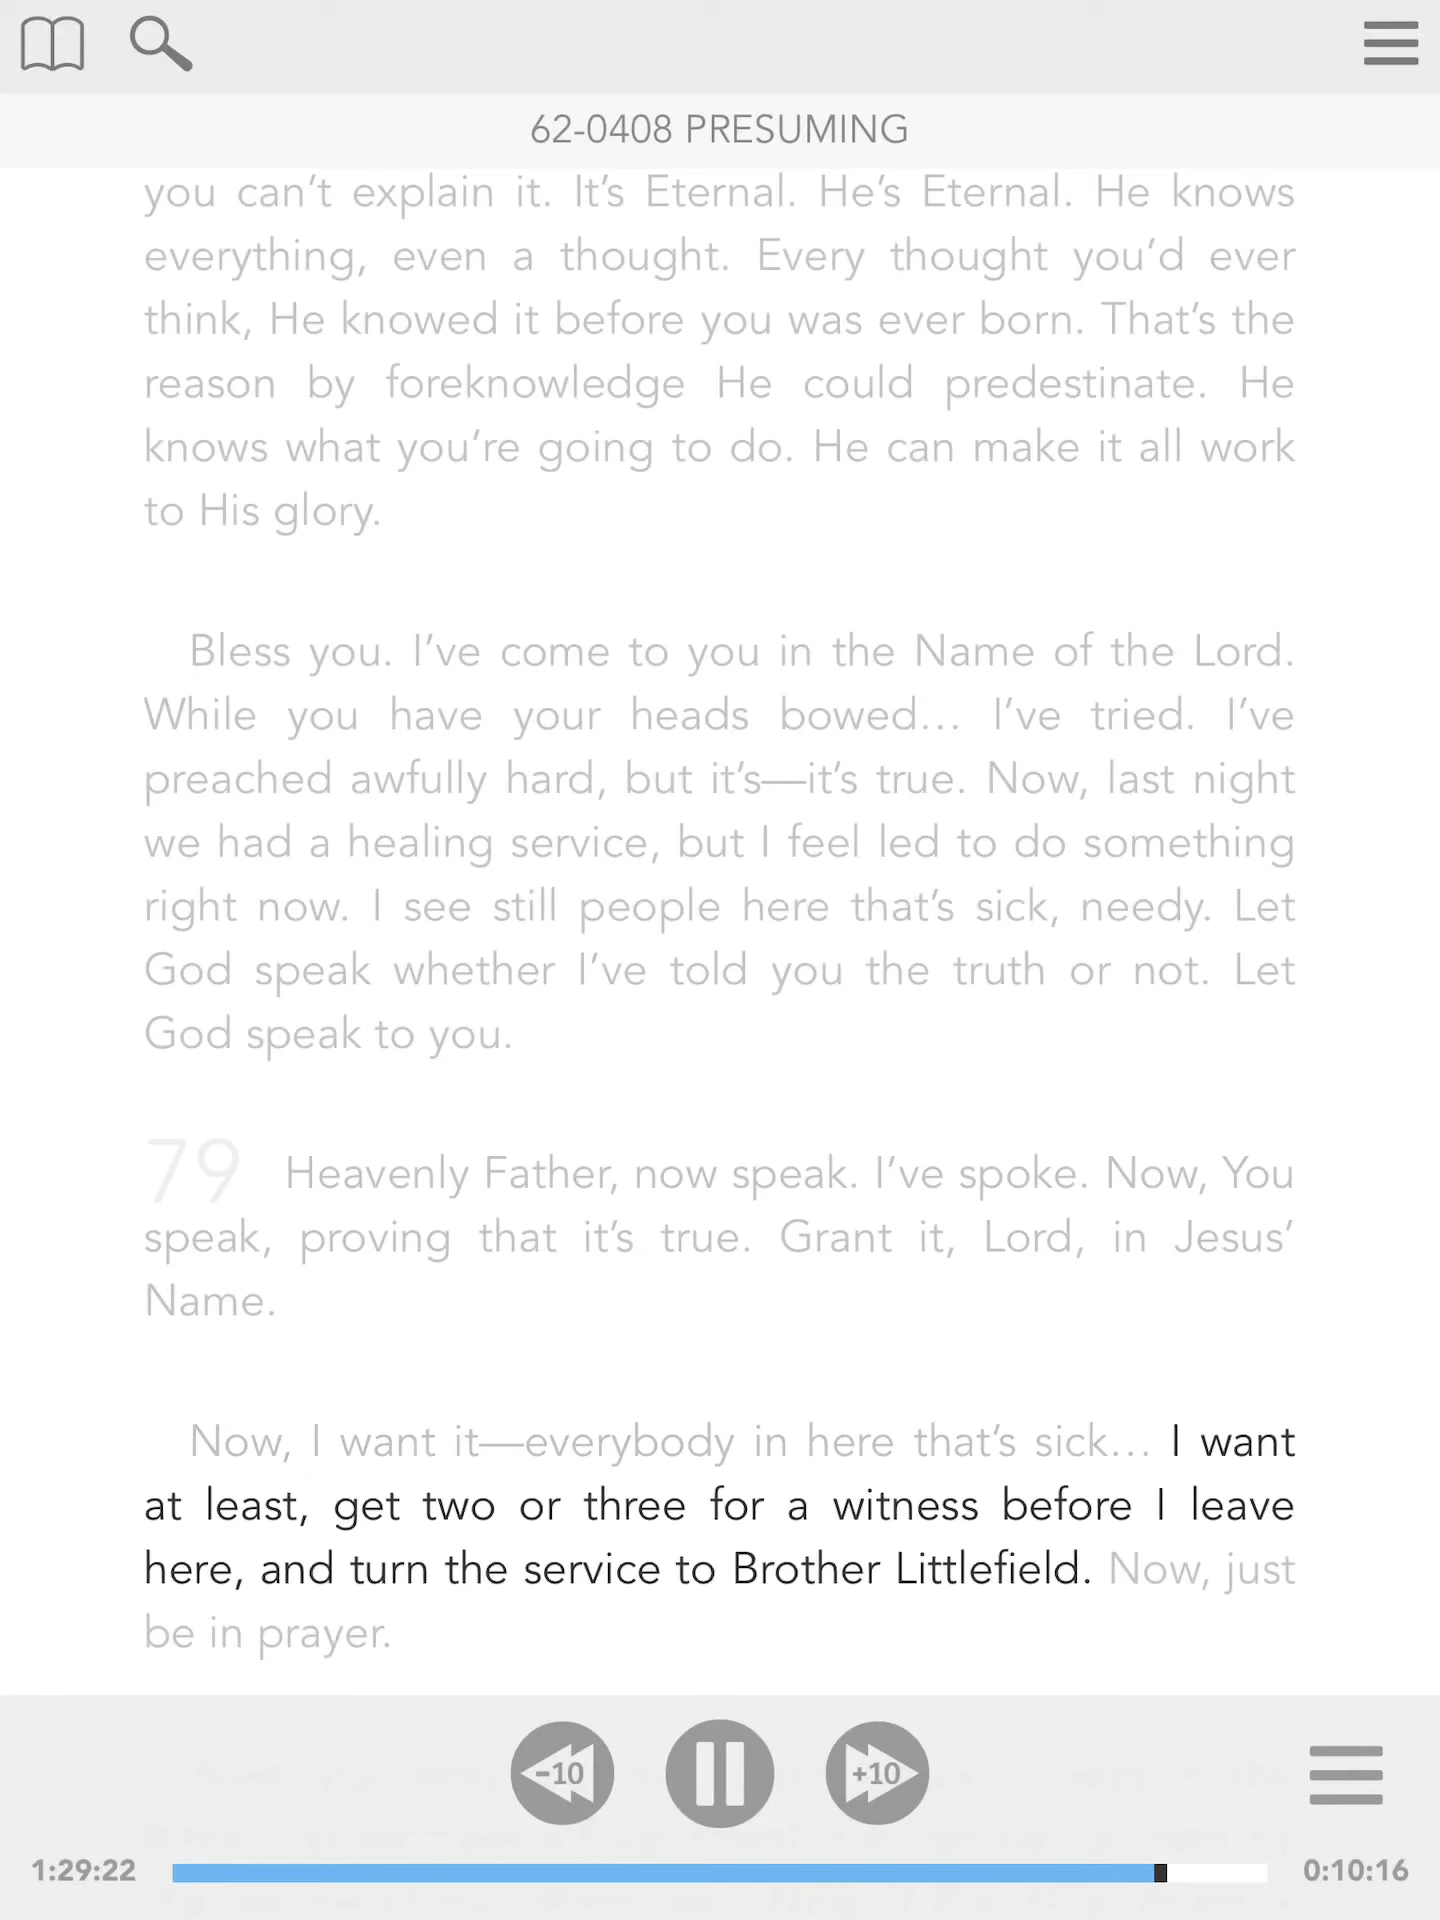 62-0408 PRESUMING
you can’t explain it. It’s Eternal. He’s Eternal. He knows
everything, even a thought. Every thought you’d ever
think, He knowed it before you was ever born. That’s the
reason by foreknowledge He could predestinate. He
knows what you’re going to do. He can make it all work
to His glory.
Bless you. I’ve come to you in the Name of the Lord.
While you have your heads bowed… I’ve tried. I’ve
preached awfully hard, but it’s—it’s true. Now, last night
we had a healing service, but I feel led to do something
right now. I see still people here that’s sick, needy. Let
God speak whether I’ve told you the truth or not. Let
God speak to you.
79 Heavenly Father, now speak. I’ve spoke. Now, You
speak, proving that it’s true. Grant it, Lord, in Jesus’
Name.
Now, I want it—everybody in here that’s sick… I want
at least, get two or three for a witness before I leave
here, and turn the service to Brother Littlefield. Now, just
be in prayer.
-10 +10
1:29:22 0:10:16